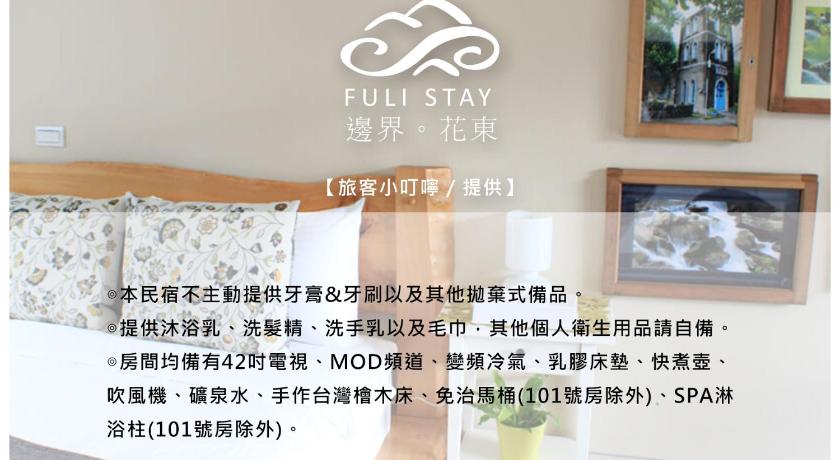 FULI STAY
邊界。花東
【旅客小叮嚀/提供】
◎本民宿不主動提供牙膏&牙刷以及其他拋棄式備品。
◎提供沐浴乳、洗髮精、洗手乳以及毛巾，其他個人衛生用品請自備。
◎房間均備有42吋電視、MOD頻道、變頻冷氣、乳膠床墊、快煮壺、
吹風機、礦泉水、手作台灣檜木床、免治馬桶(101號房除外)、SPA淋
浴柱(101號房除外)。